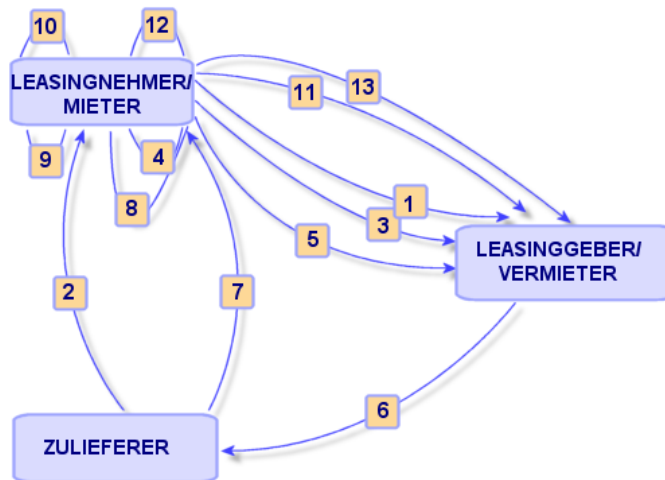 10
12
LEASINGNEHMER/
MIETER
13
11
9
4
8
1
3
5
LEASINGGEBER/
VERMIETER
2
7
6
ZULIEFERER